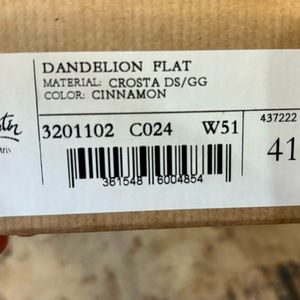 DANDELION FLAT
MATERIAL: CROSTA DS/GG
COLOR: CINNAMON
3201102 C024 W51
437222
41
361548 6004854